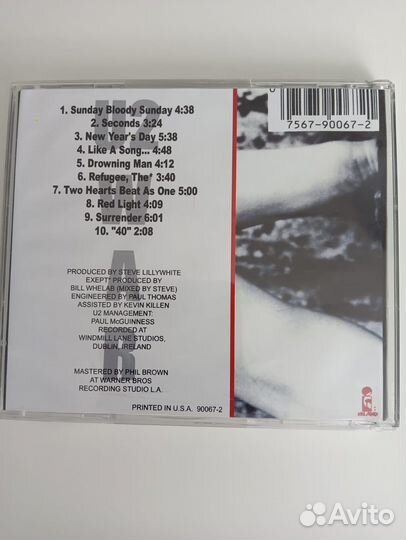 1. Sunday Bloody Sunday 4:38
2. Seconds 3:24
3. New Year's Day 5:38
4. Like A Song... 4:48
5. Drowning Man 4:12
6. Refugee, The* 3:40
7. Two Hearts Beat As One 5:00
8. Red Light 4:09
9. Surrender 6:01
10. "40" 2:08
PRODUCED BY STEVE LILLYWHITE
EXEPT* PRODUCED BY
BILL WHELAB (MIXED BY STEVE)
ENGINEERED BY PAUL THOMAS
ASSISTED BY KEVIN KILLEN
U2 MANAGEMENT:
PAUL McGUINNESS
RECORDED AT
WINDMILL LANE STUDIOS,
DUBLIN, IRELAND
MASTERED BY PHIL BROWN
AT WARNER BROS
RECORDING STUDIO L.A.
PRINTED IN U.S.A. 90067-2
U2
W
A
R
0
7567-90067-2
ISLAND
Avito